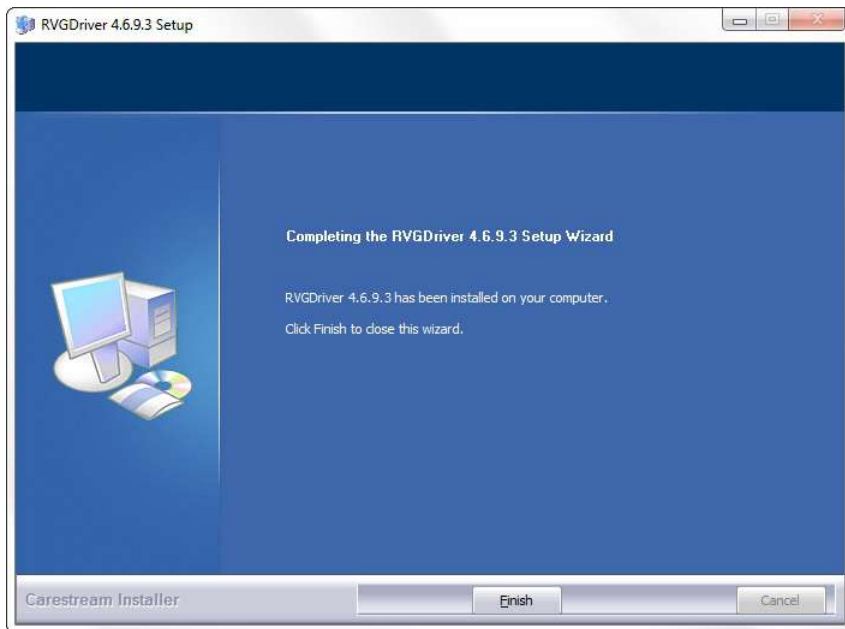 RVGDriver 4.6.9.3 Setup
Completing the RVGDriver 4.6.9.3 Setup Wizard
RVGDriver 4.6.9.3 has been installed on your computer.
Click Finish to close this wizard.
Carestream Installer
Finish
Cancel